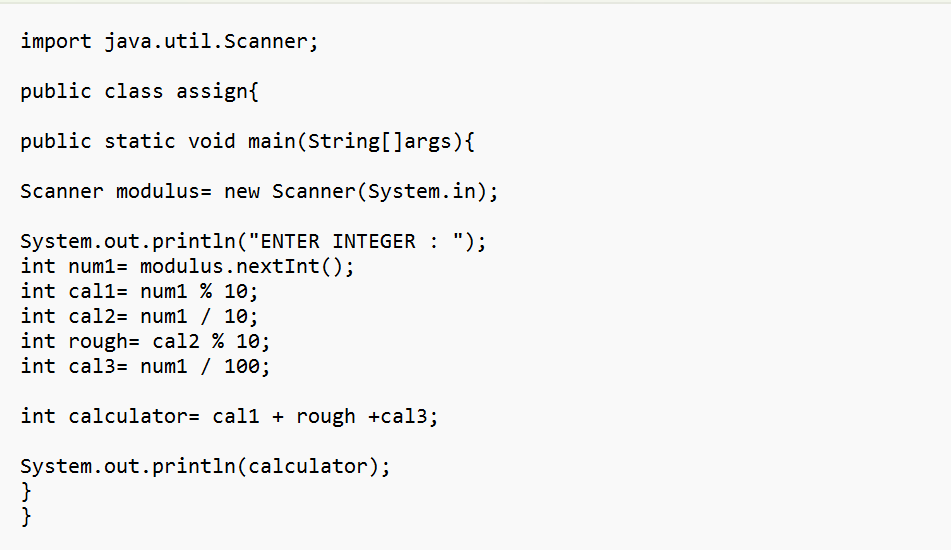 import java.util.Scanner;
public class assign{
public static void main(String[]args){
Scanner modulus= new Scanner(System.in);
System.out.println("ENTER INTEGER : ");
int num1= modulus.nextInt();
int cal1= num1 % 10;
int cal2= num1 / 10;
int rough= cal2 % 10;
int cal3= num1 / 100;
int calculator= cal1 + rough +cal3;
System.out.println(calculator);
}
}